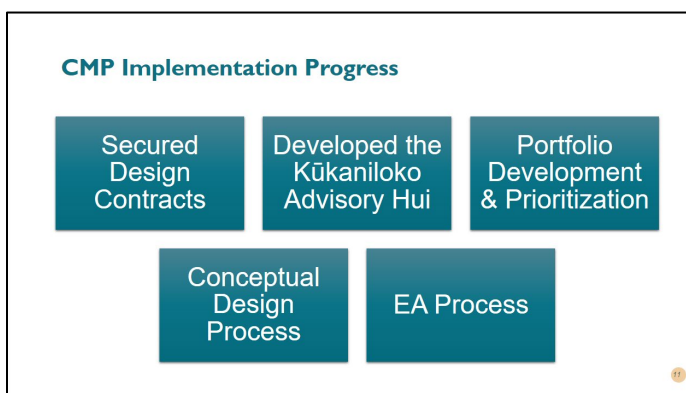 CMP Implementation Progress
Secured
Design
Contracts
Developed the
Kūkaniloko
Advisory Hui
Portfolio
Development
& Prioritization
Conceptual
Design
Process
EA Process
11